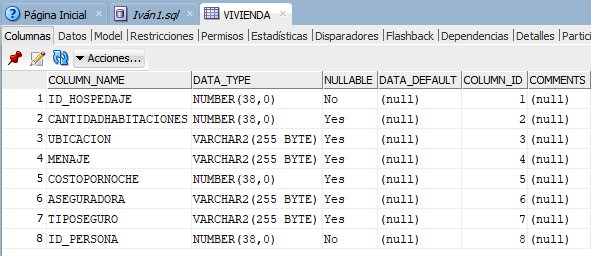 Página Inicial Iván1.sql VIVIENDA
Columnas Datos Model Restricciones Permisos Estadísticas Disparadores Flashback Dependencias Detalles Partici
Acciones...
COLUMN_NAME DATA_TYPE NULLABLE DATA_DEFAULT COLUMN_ID COMMENTS
1 ID_HOSPEDAJE NUMBER(38,0) No (null) 1 (null)
2 CANTIDADHABITACIONES NUMBER(38,0) Yes (null) 2 (null)
3 UBICACION VARCHAR2(255 BYTE) Yes (null) 3 (null)
4 MENAJE VARCHAR2(255 BYTE) Yes (null) 4 (null)
5 COSTOPORNOCHE NUMBER(38,0) Yes (null) 5 (null)
6 ASEGURADORA VARCHAR2(255 BYTE) Yes (null) 6 (null)
7 TIPOSEGURO VARCHAR2(255 BYTE) Yes (null) 7 (null)
8 ID_PERSONA NUMBER(38,0) No (null) 8 (null)